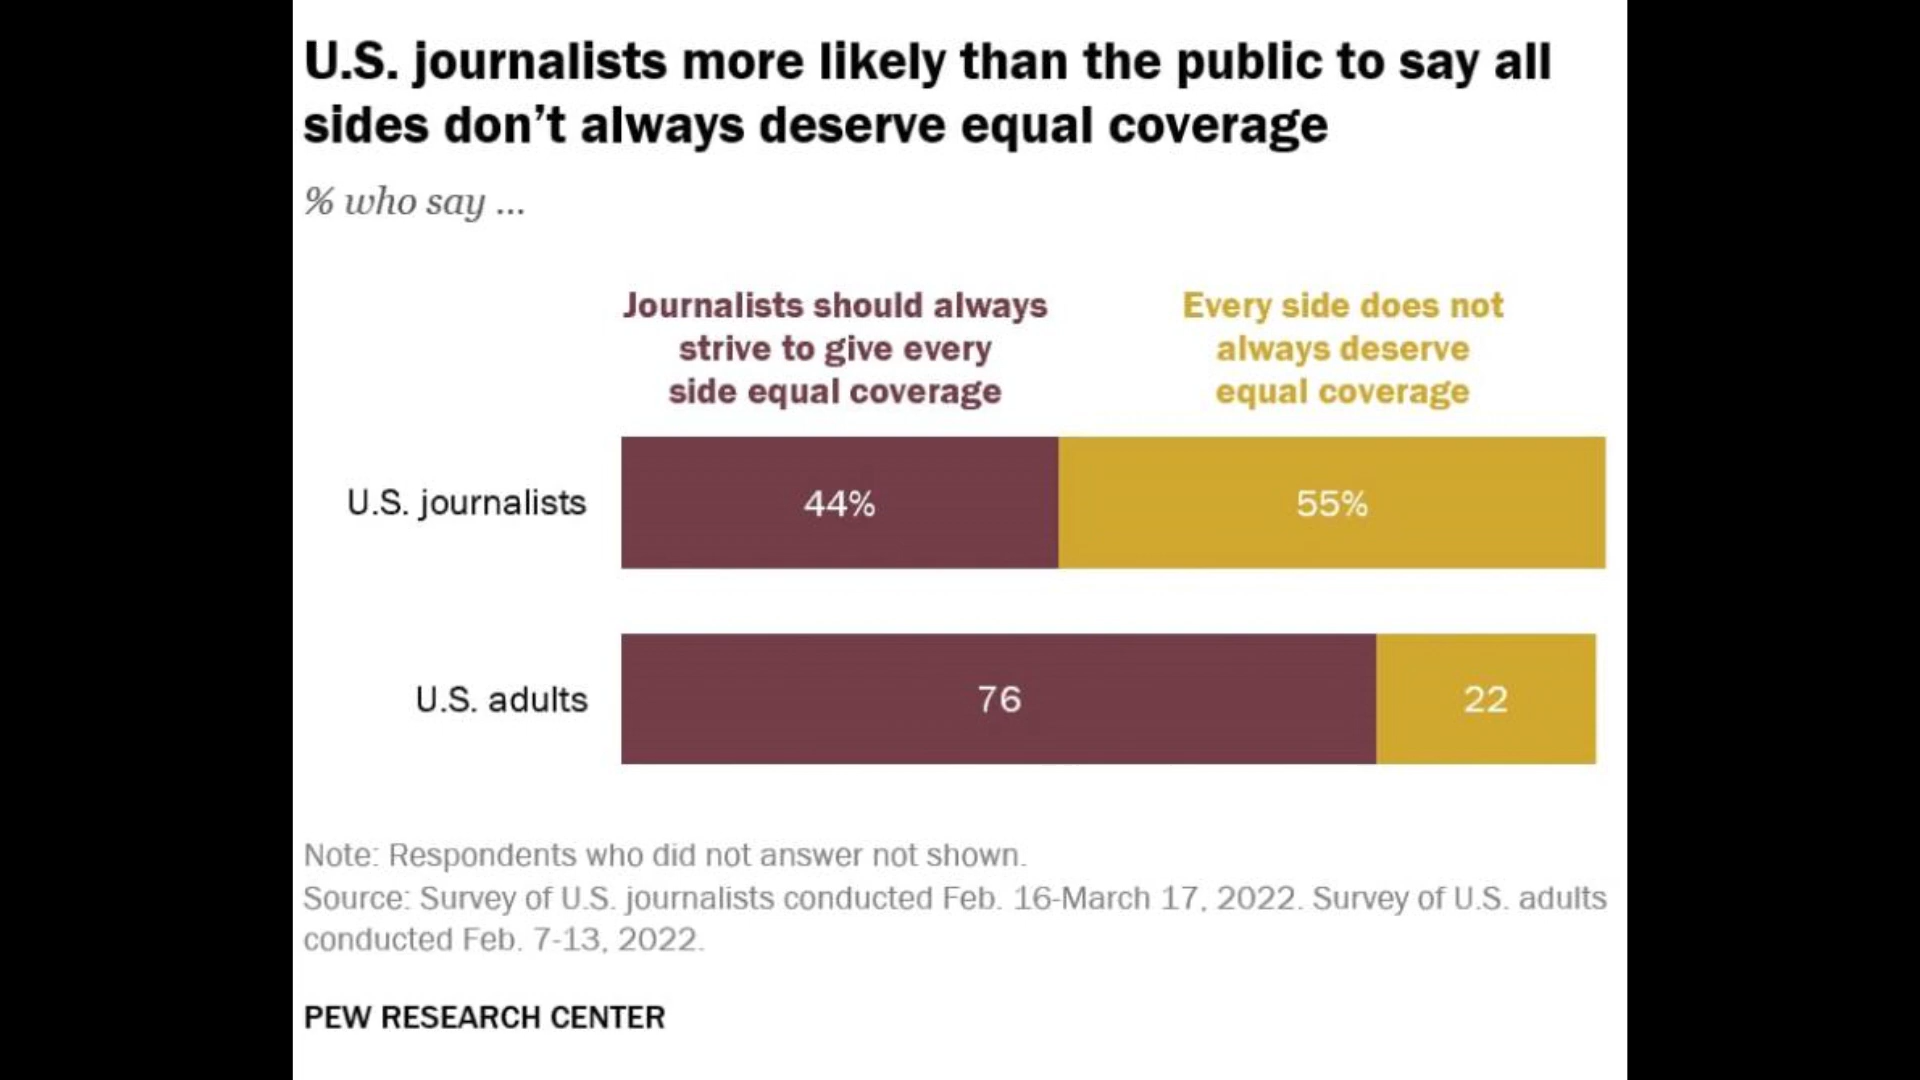 U.S. journalists more likely than the public to say all
sides don’t always deserve equal coverage
% who say ...
Journalists should always
strive to give every
side equal coverage
Every side does not
always deserve
equal coverage
U.S. journalists
44%
55%
U.S. adults
76
22
Note: Respondents who did not answer not shown.
Source: Survey of U.S. journalists conducted Feb. 16-March 17, 2022. Survey of U.S. adults
conducted Feb. 7-13, 2022.
PEW RESEARCH CENTER